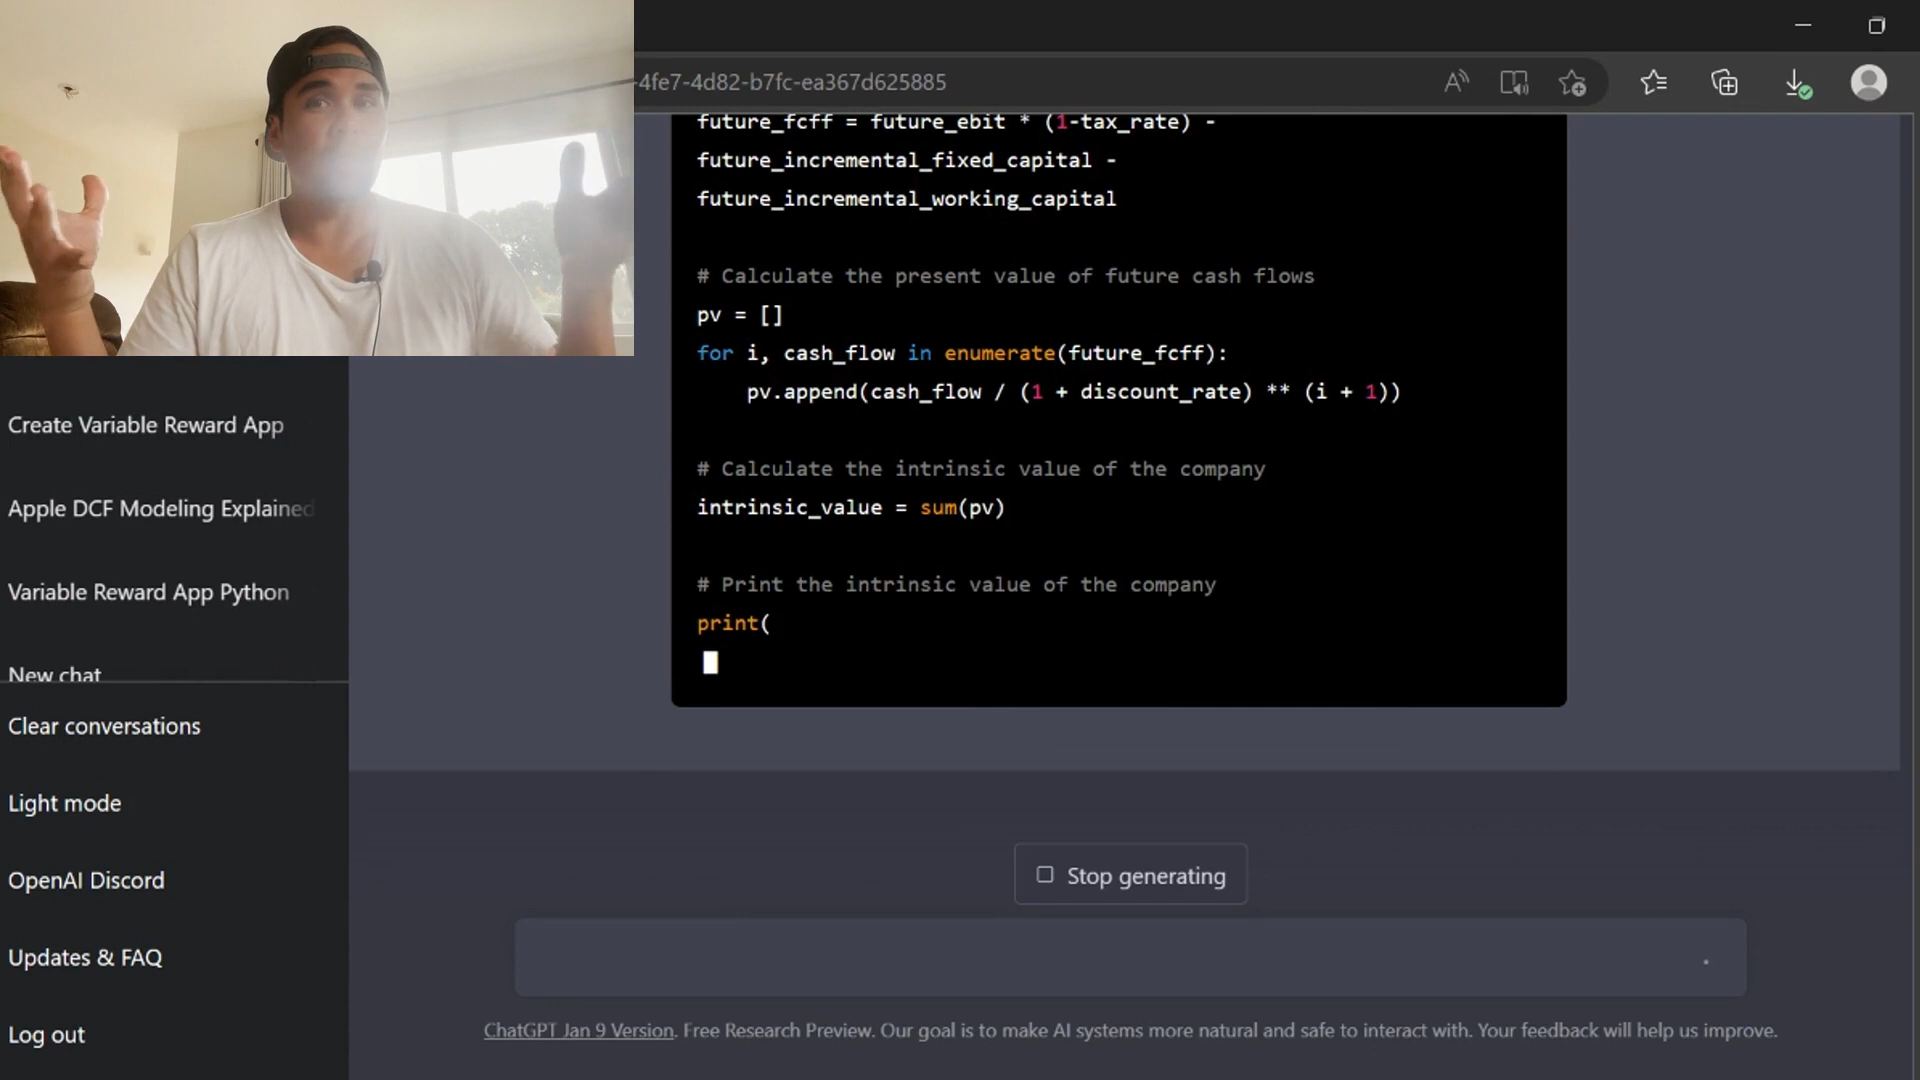 -4fe7-4d82-b7fc-ea367d625885
future_fcff = future_ebit * (1-tax_rate) -
future_incremental_fixed_capital -
future_incremental_working_capital
# Calculate the present value of future cash flows
pv = []
for i, cash_flow in enumerate(future_fcff):
    pv.append(cash_flow / (1 + discount_rate) ** (i + 1))
# Calculate the intrinsic value of the company
intrinsic_value = sum(pv)
# Print the intrinsic value of the company
print(
Create Variable Reward App
Apple DCF Modeling Explained
Variable Reward App Python
New chat
Clear conversations
Light mode
OpenAI Discord
Updates & FAQ
Log out
Stop generating
ChatGPT Jan 9 Version. Free Research Preview. Our goal is to make AI systems more natural and safe to interact with. Your feedback will help us improve.